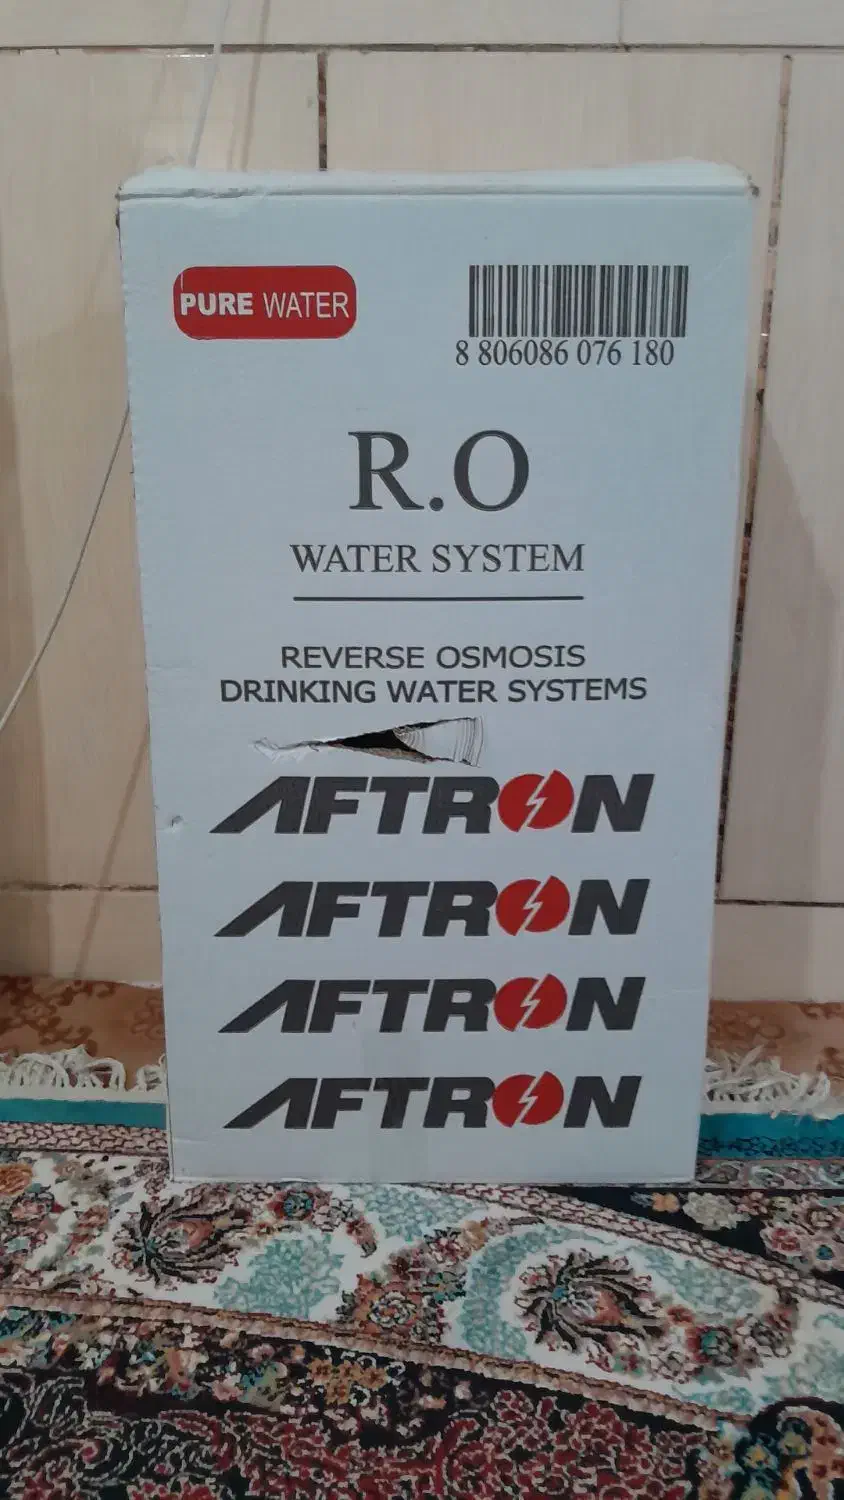 PURE WATER
8 806086 076 180
R.O
WATER SYSTEM
REVERSE OSMOSIS
DRINKING WATER SYSTEMS
AFTRON
AFTRON
AFTRON
AFTRON